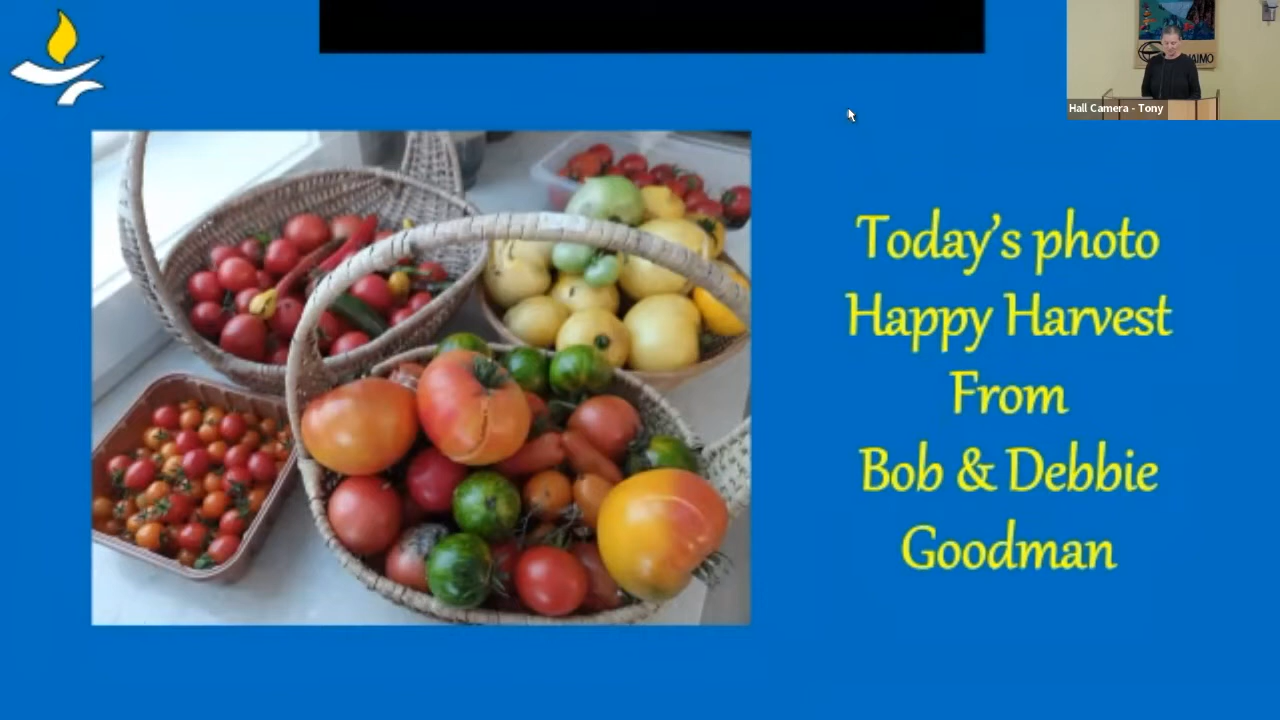 Hall Camera - Tony
Today's photo
Happy Harvest
From
Bob & Debbie
Goodman